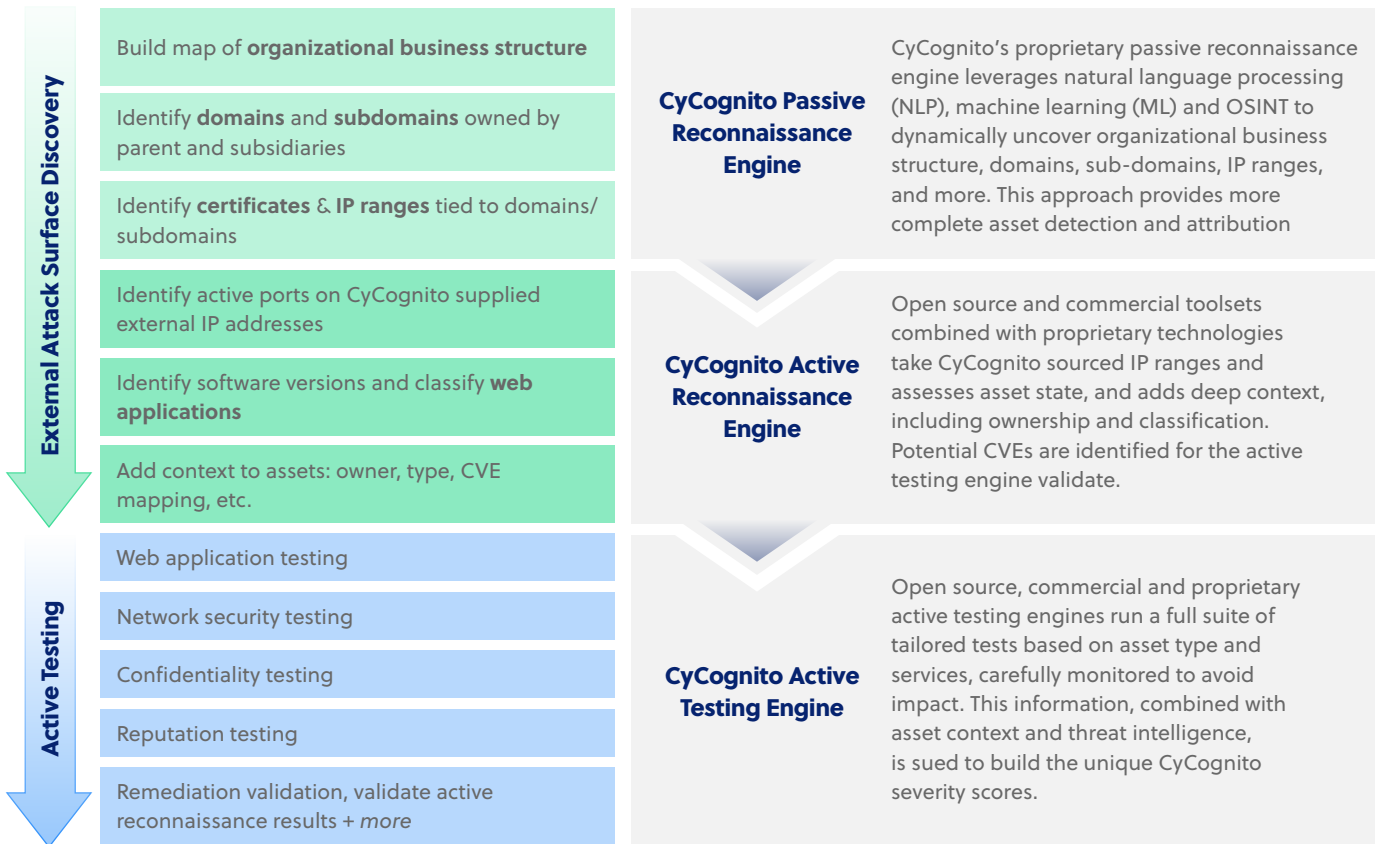 External Attack Surface Discovery
Build map of organizational business structure
Identify domains and subdomains owned by
parent and subsidiaries
Identify certificates & IP ranges tied to domains/
subdomains
Identify active ports on CyCognito supplied
external IP addresses
Identify software versions and classify web
applications
Add context to assets: owner, type, CVE
mapping, etc.
CyCognito Passive
Reconnaissance
Engine
CyCognito’s proprietary passive reconnaissance
engine leverages natural language processing
(NLP), machine learning (ML) and OSINT to
dynamically uncover organizational business
structure, domains, sub-domains, IP ranges,
and more. This approach provides more
complete asset detection and attribution
CyCognito Active
Reconnaissance
Engine
Open source and commercial toolsets
combined with proprietary technologies
take CyCognito sourced IP ranges and
assesses asset state, and adds deep context,
including ownership and classification.
Potential CVEs are identified for the active
testing engine validate.
Active Testing
Web application testing
Network security testing
Confidentiality testing
Reputation testing
Remediation validation, validate active
reconnaissance results + more
CyCognito Active
Testing Engine
Open source, commercial and proprietary
active testing engines run a full suite of
tailored tests based on asset type and
services, carefully monitored to avoid
impact. This information, combined with
asset context and threat intelligence,
is sued to build the unique CyCognito
severity scores.